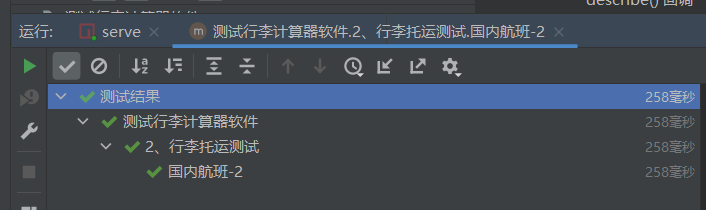 describe() 回调
运行:
serve
测试行李计算器软件.2、行李托运测试.国内航班-2
测试结果 258毫秒
测试行李计算器软件 258毫秒
2、行李托运测试 258毫秒
国内航班-2 258毫秒